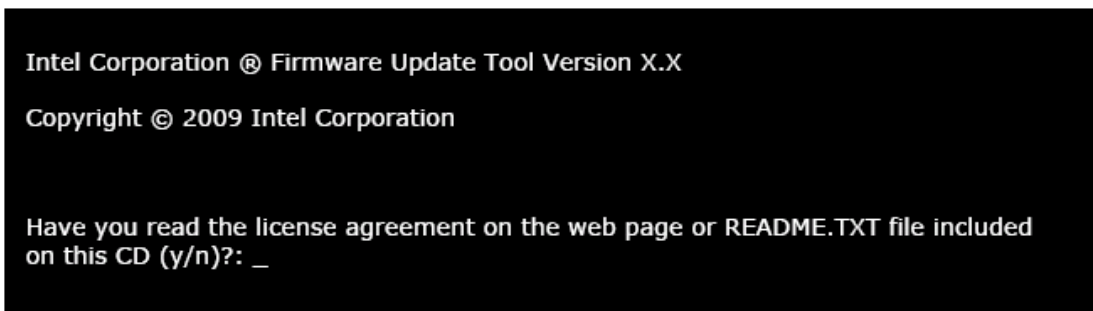 Intel Corporation ® Firmware Update Tool Version X.X
Copyright © 2009 Intel Corporation
Have you read the license agreement on the web page or README.TXT file included
on this CD (y/n)?: _